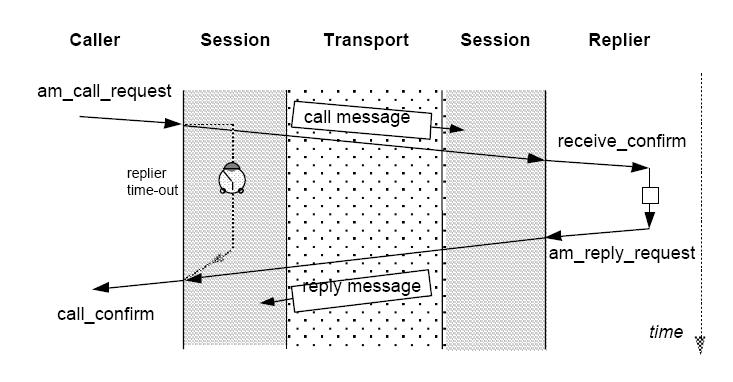 Caller Session Transport Session Replier
am_call_request
call message
receive_confirm
replier
time-out
am_reply_request
reply message
call_confirm
time